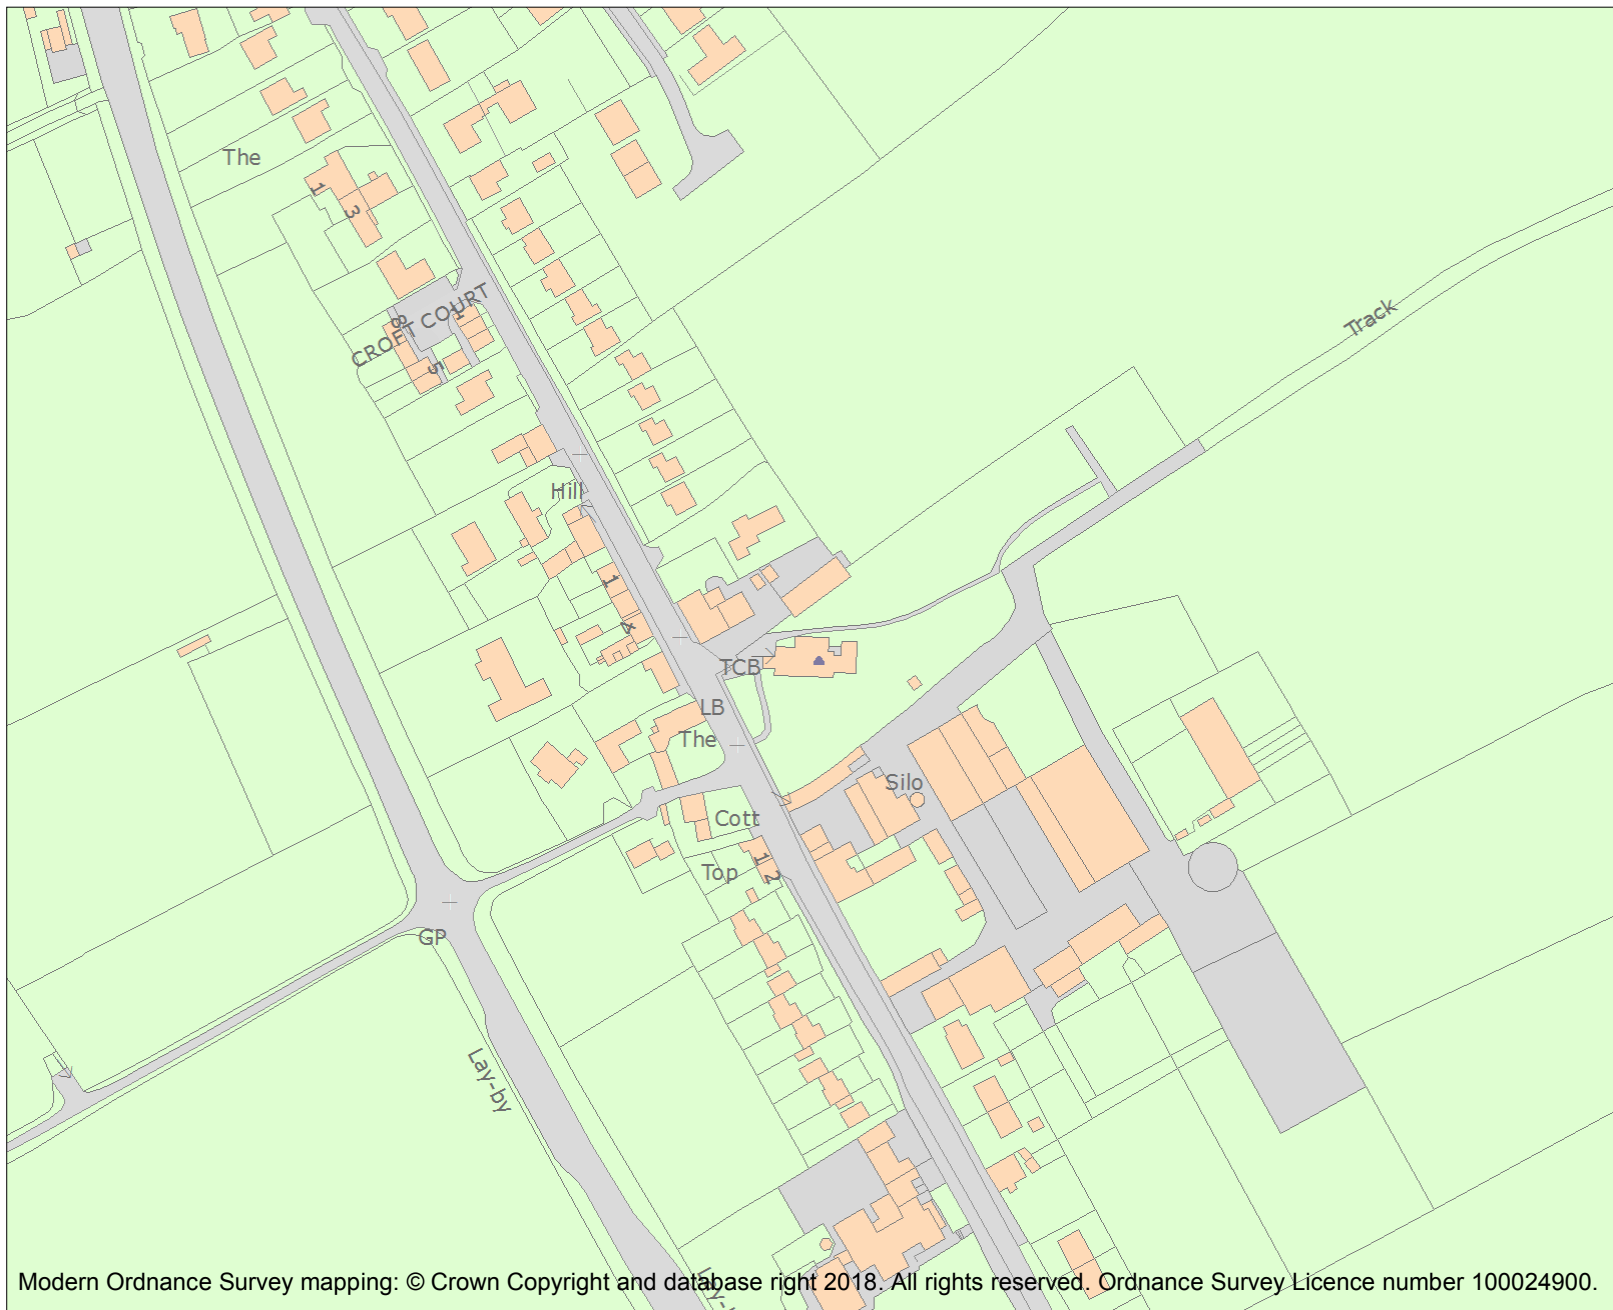 The
1
3
CROFT COURT
8
1
5
Track
Hill
1
4
TCB
LB
The
Silo
Cott
Top
1
2
GP
Lay-by
Modern Ordnance Survey mapping: © Crown Copyright and database right 2018. All rights reserved. Ordnance Survey Licence number 100024900.